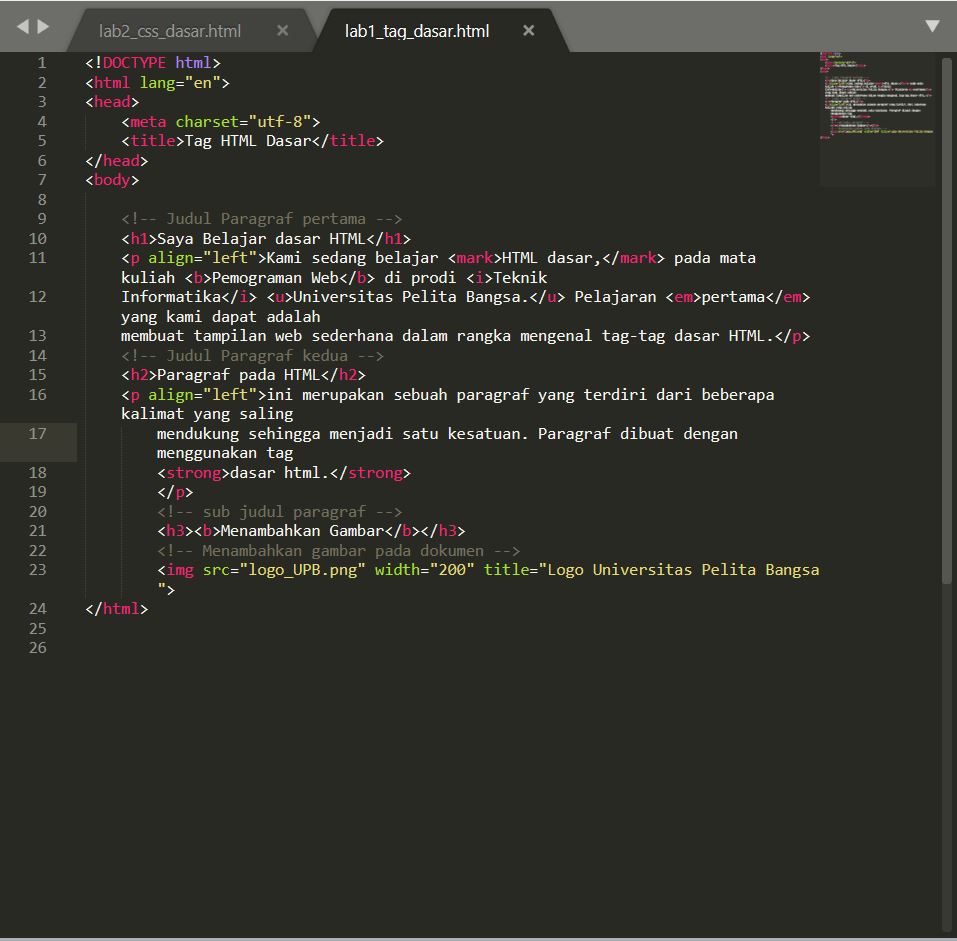 lab2_css_dasar.html × lab1_tag_dasar.html ×
1 <!DOCTYPE html>
2 <html lang="en">
3 <head>
4 <meta charset="utf-8">
5 <title>Tag HTML Dasar</title>
6 </head>
7 <body>
8
9 <!-- Judul Paragraf pertama -->
10 <h1>Saya Belajar dasar HTML</h1>
11 <p align="left">Kami sedang belajar <mark>HTML dasar,</mark> pada mata
kuliah <b>Pemograman Web</b> di prodi <i>Teknik
12 Informatika</i> <u>Universitas Pelita Bangsa.</u> Pelajaran <em>pertama</em>
yang kami dapat adalah
13 membuat tampilan web sederhana dalam rangka mengenal tag-tag dasar HTML.</p>
14 <!-- Judul Paragraf kedua -->
15 <h2>Paragraf pada HTML</h2>
16 <p align="left">ini merupakan sebuah paragraf yang terdiri dari beberapa
kalimat yang saling
17 mendukung sehingga menjadi satu kesatuan. Paragraf dibuat dengan
menggunakan tag
18 <strong>dasar html.</strong>
19 </p>
20 <!-- sub judul paragraf -->
21 <h3><b>Menambahkan Gambar</b></h3>
22 <!-- Menambahkan gambar pada dokumen -->
23 <img src="logo_UPB.png" width="200" title="Logo Universitas Pelita Bangsa
">
24 </html>
25
26